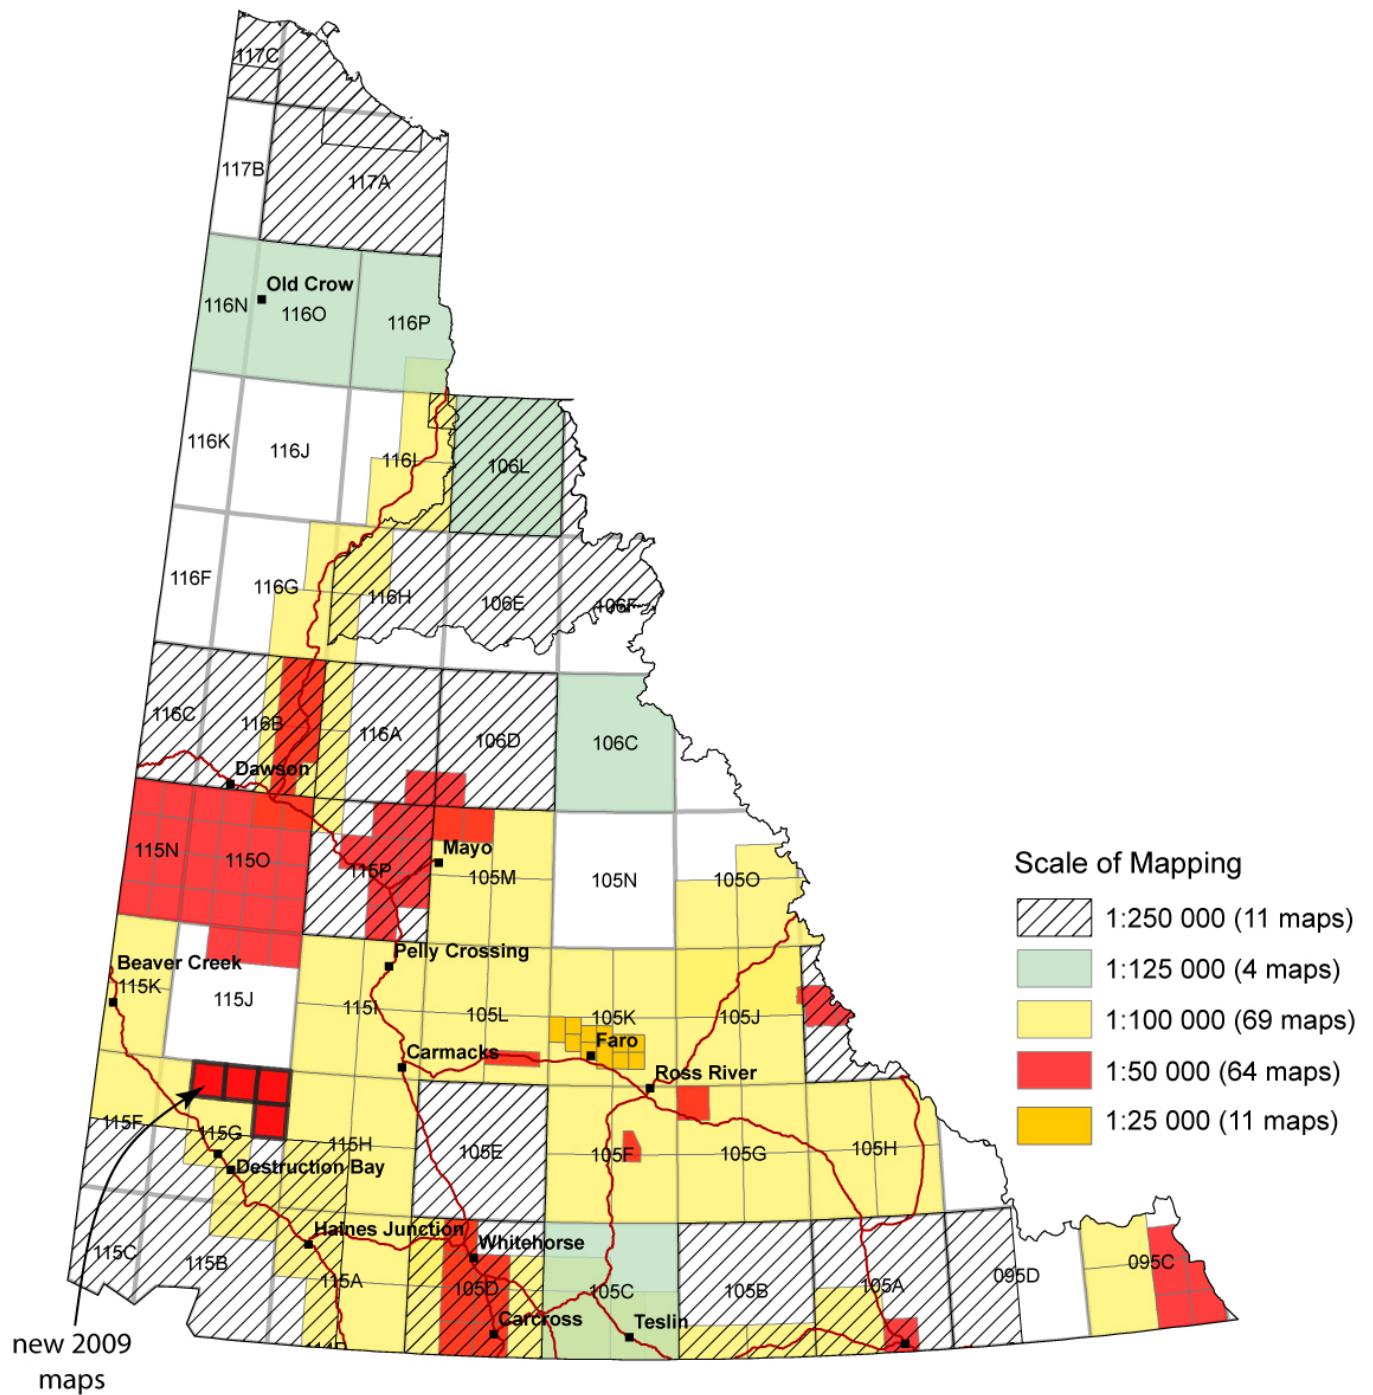 117C
117B
117A
Old Crow
116N
116O
116P
116K
116J
116I
106L
116F
116G
116H
106E
106F
116C
116B
116A
106D
106C
Dawson
115N
115O
115P
Mayo
105M
105N
105O
Pelly Crossing
Beaver Creek
115K
115J
115I
105L
105K
105J
Faro
Carmacks
Ross River
115F
115G
115H
105E
105F
105G
105H
Destruction Bay
Haines Junction
Whitehorse
115C
115B
115A
105D
105C
105B
105A
095D
095C
Carcross
Teslin
new 2009
maps
Scale of Mapping
1:250 000 (11 maps)
1:125 000 (4 maps)
1:100 000 (69 maps)
1:50 000 (64 maps)
1:25 000 (11 maps)